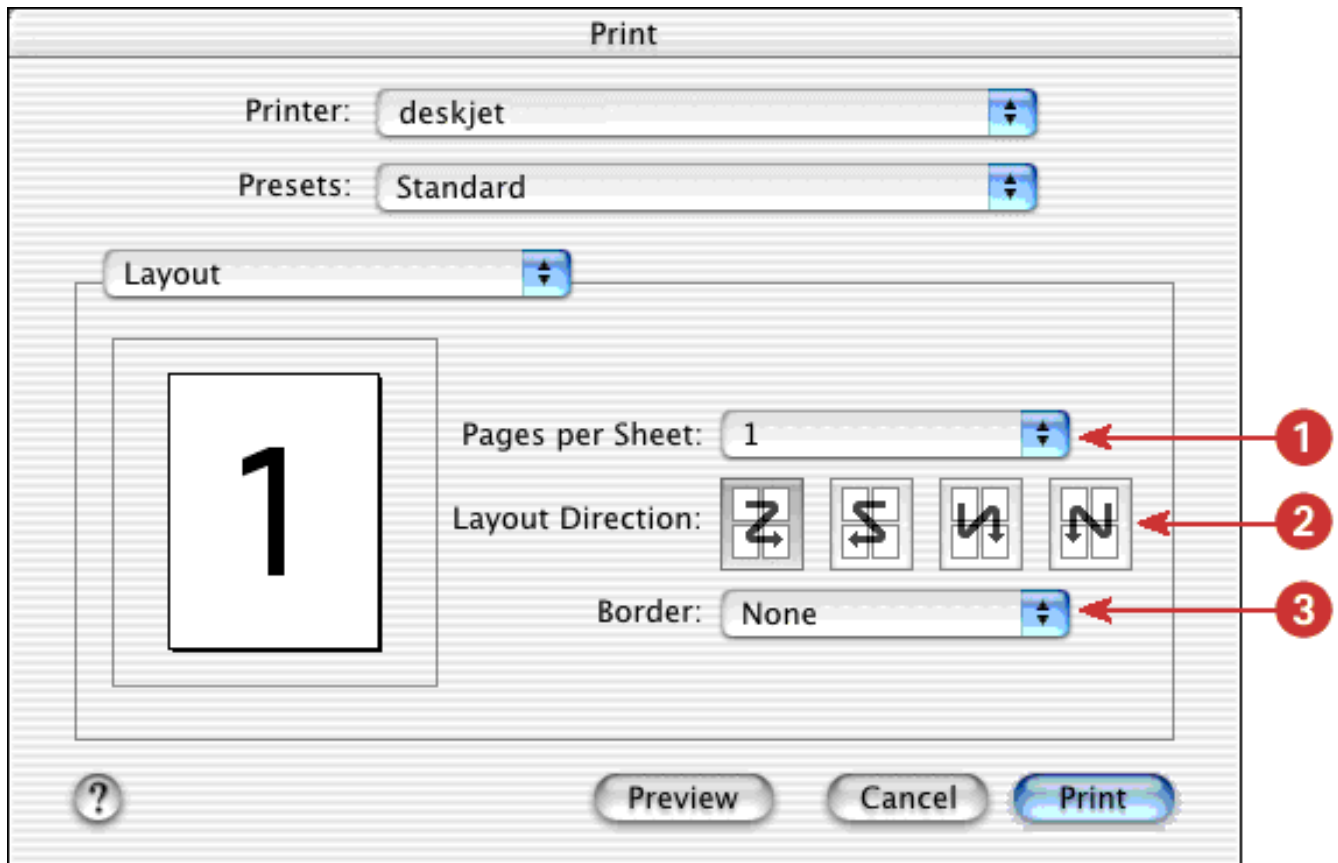 Print
Printer: deskjet
Presets: Standard
Layout
1
Pages per Sheet: 1
1
Layout Direction:
2
Border: None
3
?
Preview Cancel Print